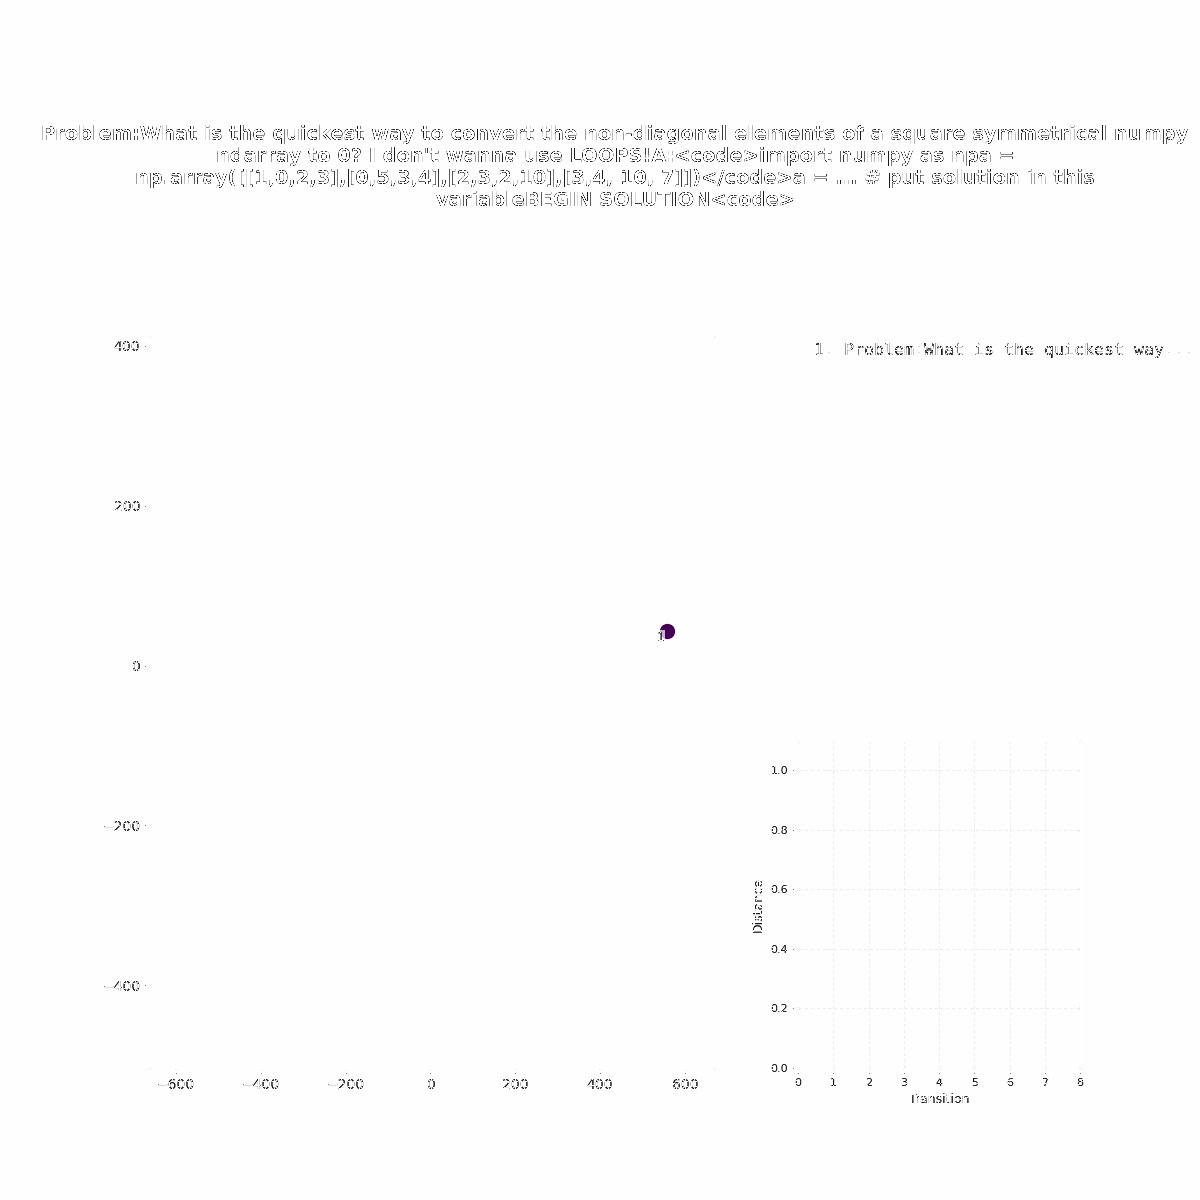 Problem:What is the quickest way to convert the non-diagonal elements of a square symmetrical numpy
ndarray to 0? I don't wanna use LOOPS!A:<code>import numpy as npa =
np.array([[1,0,2,3],[0,5,3,4],[2,3,2,10],[3,4, 10, 7]])</code>a = ... # put solution in this
variableBEGIN SOLUTION<code>
1. Problem:What is the quickest way...
400
200
0
−200
−400
−600 −400 −200 0 200 400 600
1
1.0
0.8
0.6
0.4
0.2
0.0
Distance
0 1 2 3 4 5 6 7 8
Transition